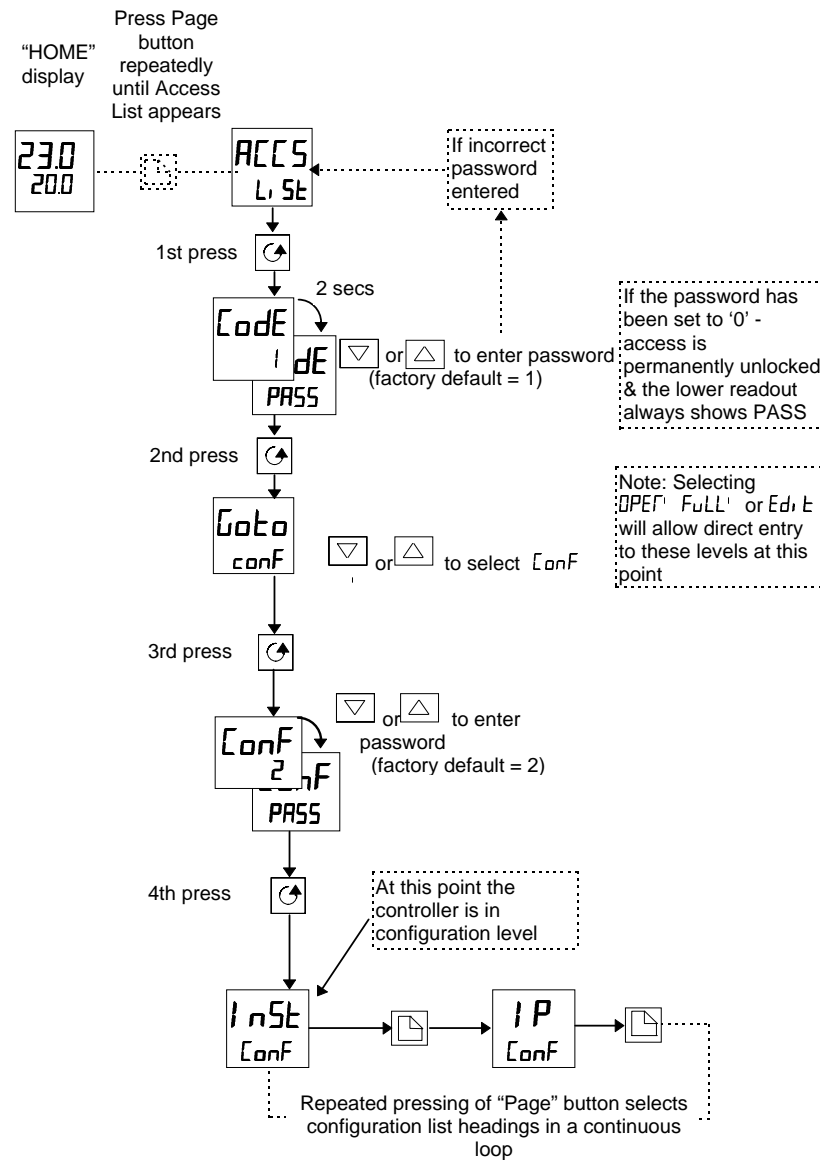 Press Page
button
repeatedly
until Access
List appears
“HOME”
display
23.0
20.0
ACCS
LiSt
If incorrect
password
entered
1st press
2 secs
CodE
1
dE
PASS
or to enter password
(factory default = 1)
If the password has
been set to ‘0’ -
access is
permanently unlocked
& the lower readout
always shows PASS
2nd press
Goto
conF
or to select ConF
Note: Selecting
FuLL or Edit
will allow direct entry
to these levels at this
point
3rd press
or to enter
password
(factory default = 2)
ConF
2
nF
PASS
4th press
At this point the
controller is in
configuration level
InSt
ConF
IP
ConF
Repeated pressing of “Page” button selects
configuration list headings in a continuous
loop